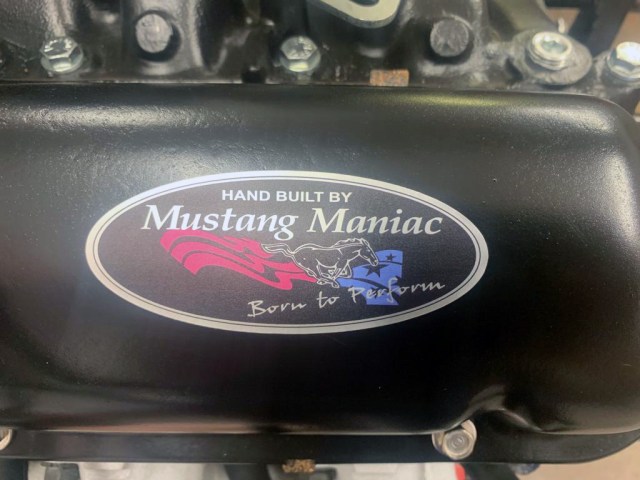 HAND BUILT BY
Mustang Maniac
Born to Perform